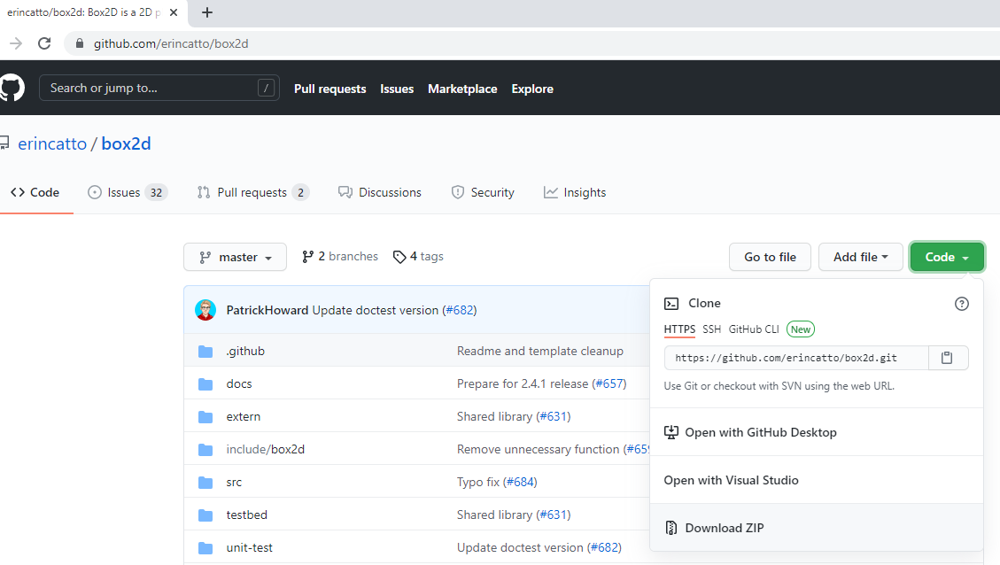 erincatto/box2d: Box2D is a 2D p
github.com/erincatto/box2d
Search or jump to... /
Pull requests Issues Marketplace Explore
erincatto / box2d
Code Issues 32 Pull requests 2 Discussions Security Insights
master 2 branches 4 tags Go to file Add file Code
PatrickHoward Update doctest version (#682)
.github Readme and template cleanup
docs Prepare for 2.4.1 release (#657)
extern Shared library (#631)
include/box2d Remove unnecessary function (#659
src Typo fix (#684)
testbed Shared library (#631)
unit-test Update doctest version (#682)
Clone
HTTPS SSH GitHub CLI New
https://github.com/erincatto/box2d.git
Use Git or checkout with SVN using the web URL.
Open with GitHub Desktop
Open with Visual Studio
Download ZIP